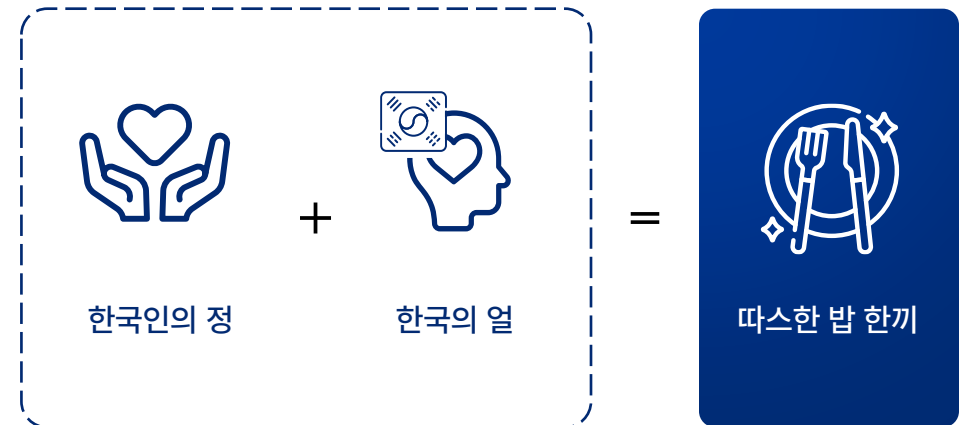 한국인의 정
+
한국의 얼
=
따스한 밥 한끼